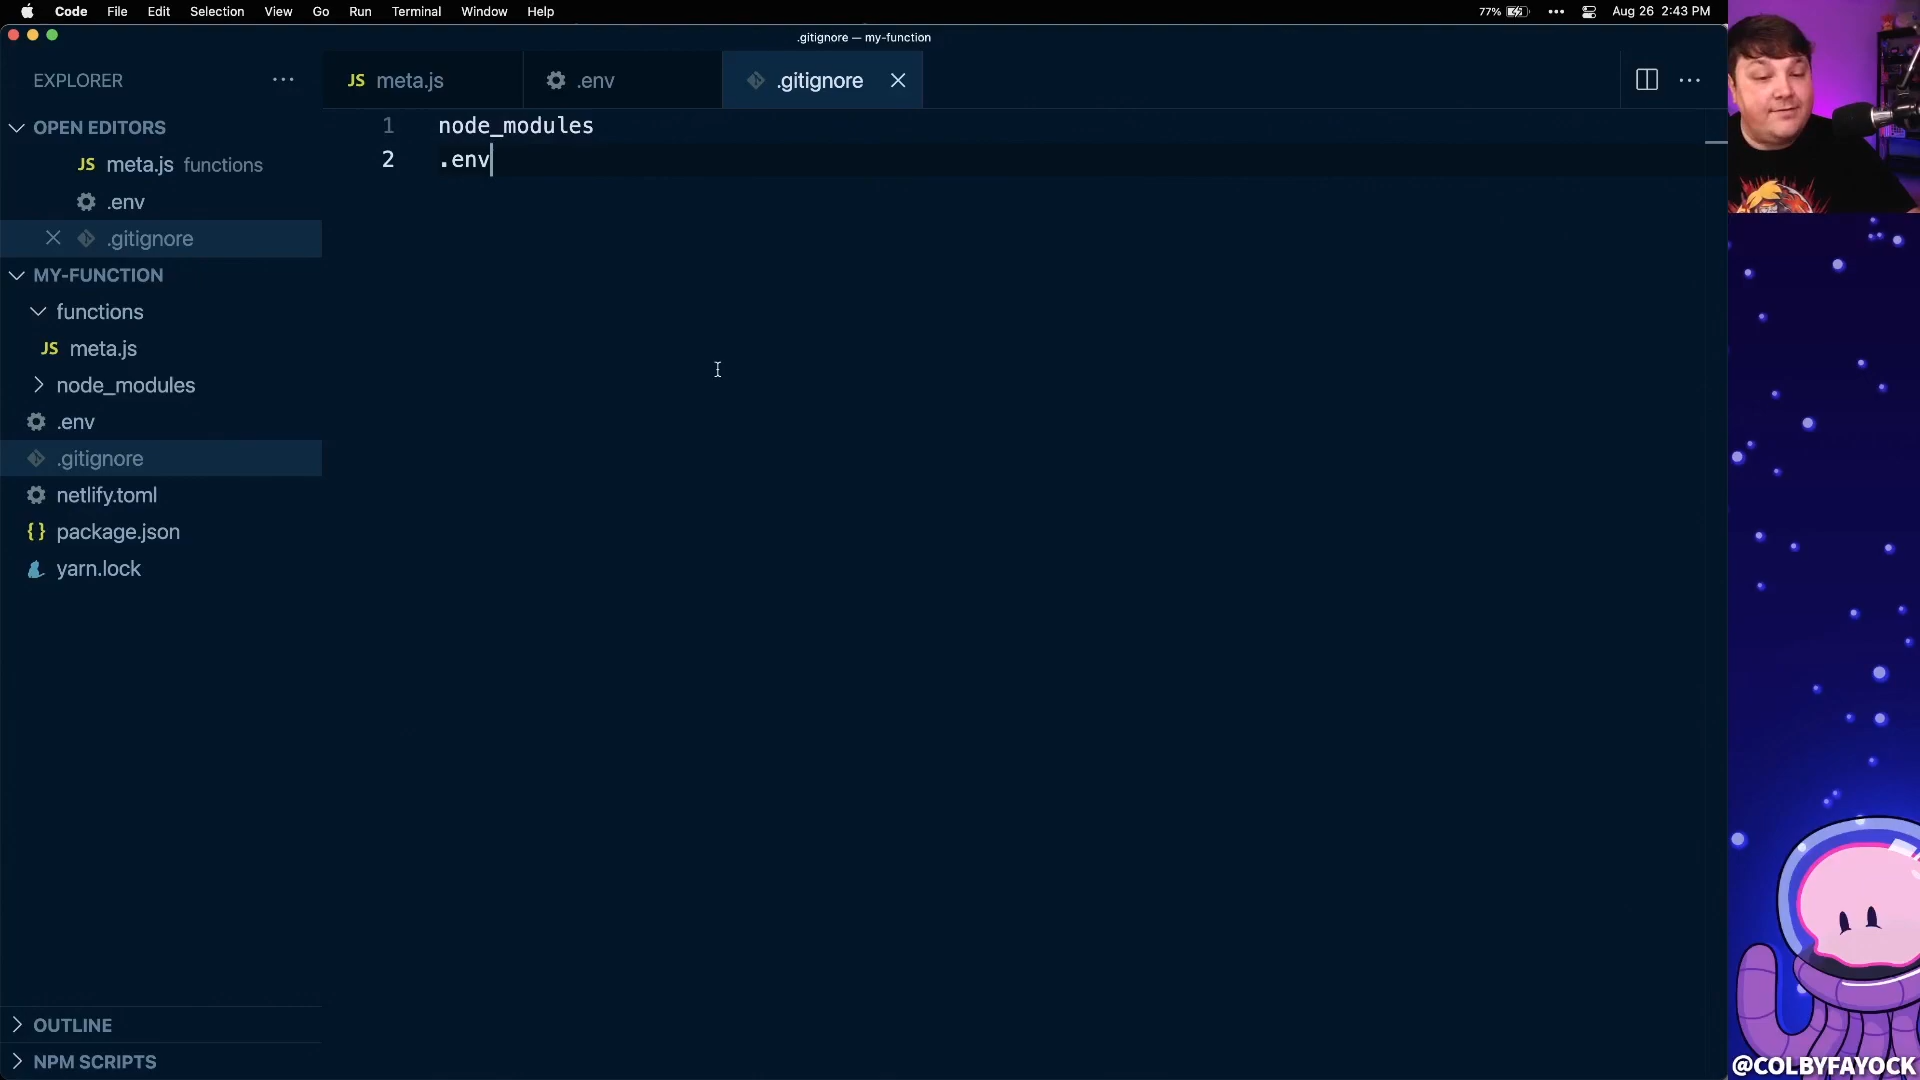 Code File Edit Selection View Go Run Terminal Window Help
77%
Aug 26 2:43 PM
.gitignore — my-function
EXPLORER
JS meta.js
.env
.gitignore
OPEN EDITORS
JS meta.js functions
.env
.gitignore
MY-FUNCTION
functions
JS meta.js
node_modules
.env
.gitignore
netlify.toml
{} package.json
yarn.lock
OUTLINE
NPM SCRIPTS
1 node_modules
2 .env
@COLBYFAYOCK